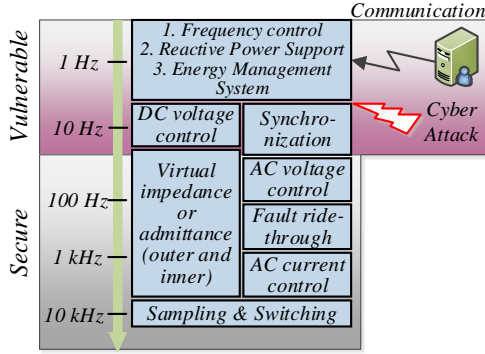 Communication
Vulnerable
Secure
1 Hz
10 Hz
100 Hz
1 kHz
10 kHz
1. Frequency control
2. Reactive Power Support
3. Energy Management
System
DC voltage
control
Synchro-
nization
Cyber
Attack
Virtual
impedance
or
admittance
(outer and
inner)
AC voltage
control
Fault ride-
through
AC current
control
Sampling & Switching